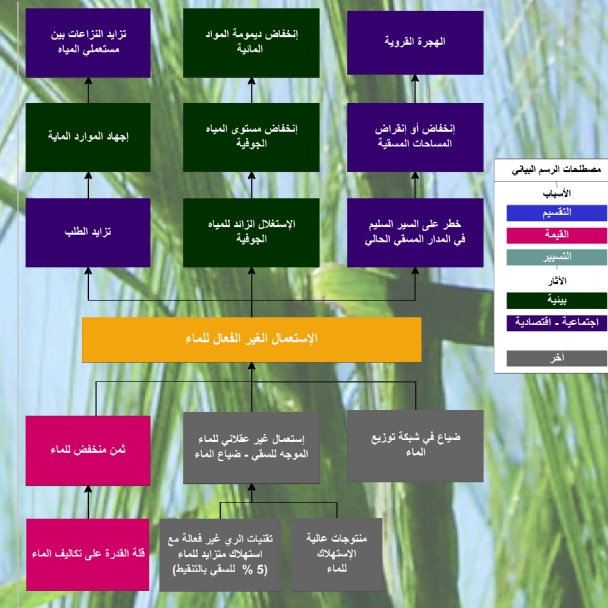 تزايد النزاعات بين
مستعملي المياه
إنخفاض ديمومة المواد
المائية
الهجرة القروية
إجهاد الموارد الماية
إنخفاض مستوى المياه
الجوفية
إنخفاض أو إنقراض
المساحات المسقية
تزايد الطلب
الإستغلال الزائد للمياه
الجوفية
خطر على السير السليم
في المدار المسقي الحالي
الإستعمال الغير الفعال للماء
ثمن منخفض للماء
إستعمال غير عقلاني للماء
الموجه للسقي - ضياع الماء
ضياع في شبكة توزيع
الماء
قلة القدرة على تكاليف الماء
تقنيات الري غير فعالة مع
استهلاك متزايد للماء
(5 % للسقي بالتنقيط)
منتوجات عالية
الإستهلاك
للماء
مصطلحات الرسم البياني
الأسباب
التقسيم
القيمة
التسيير
الآثار
بيئية
اجتماعية - اقتصادية
آخر